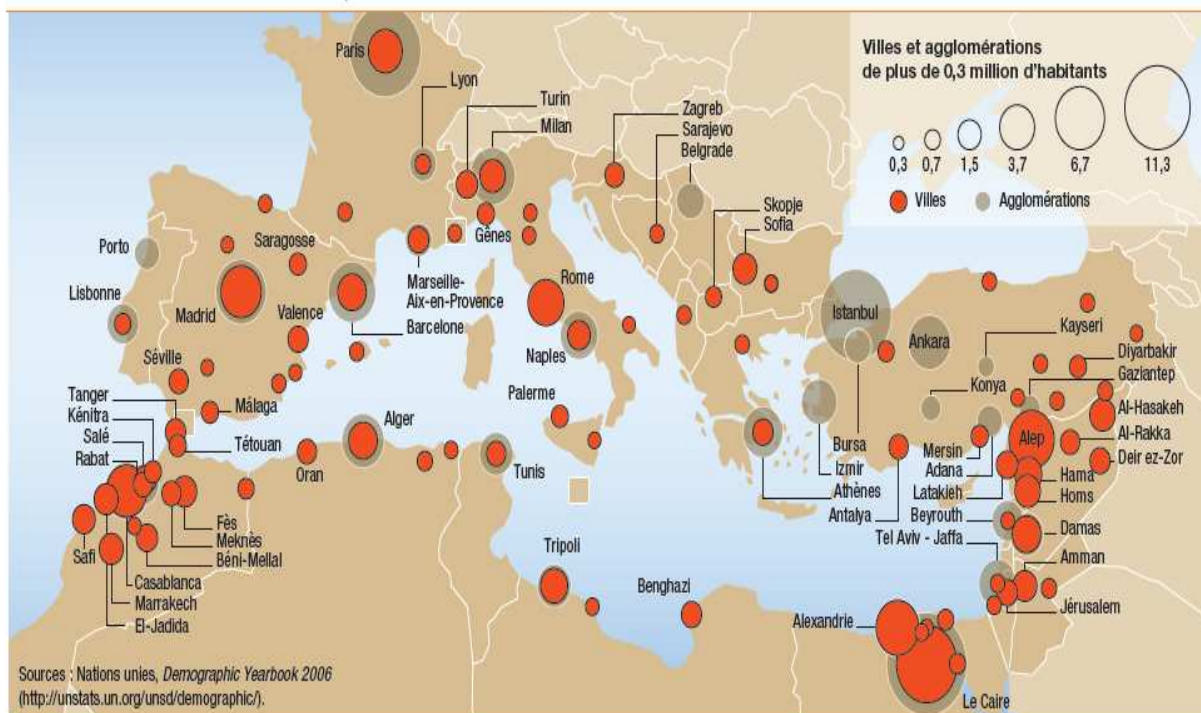 Villes et agglomérations
de plus de 0,3 million d'habitants
0,3 0,7 1,5 3,7 6,7 11,3
Villes Agglomérations
Paris
Lyon
Turin
Milan
Zagreb
Sarajevo
Belgrade
Skopje
Sofia
Porto
Saragosse
Gênes
Lisbonne
Madrid
Valence
Marseille-
Aix-en-Provence
Barcelone
Rome
Naples
Istanbul
Ankara
Kayseri
Diyarbakir
Gaziantep
Konya
Séville
Málaga
Palerme
Tanger
Kénitra
Salé
Rabat
Tétouan
Alger
Oran
Tunis
Bursa
Izmir
Athènes
Antalya
Mersin
Adana
Latakieh
Beyrouth
Tel Aviv - Jaffa
Alep
Al-Hasakeh
Al-Rakka
Deir ez-Zor
Hama
Homs
Damas
Amman
Jérusalem
Safi
Fès
Meknès
Béni-Mellal
Casablanca
Marrakech
El-Jadida
Tripoli
Benghazi
Alexandrie
Le Caire
Sources : Nations unies, Demographic Yearbook 2006
(http://unstats.un.org/unsd/demographic/).